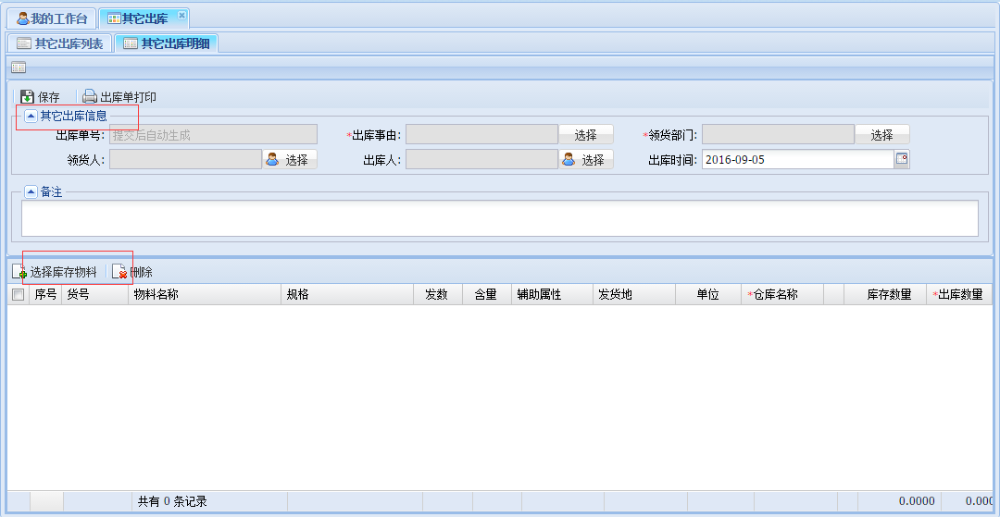 我的工作台 其它出库
其它出库列表 其它出库明细
保存 出库单打印
其它出库信息
出库单号: 提交后自动生成 *出库事由: 选择 *领货部门: 选择
领货人: 选择 出库人: 选择 出库时间: 2016-09-05
备注
选择库存物料 删除
序号 货号 物料名称 规格 发数 含量 辅助属性 发货地 单位 *仓库名称 库存数量 *出库数量
共有 0 条记录 0.0000 0.000